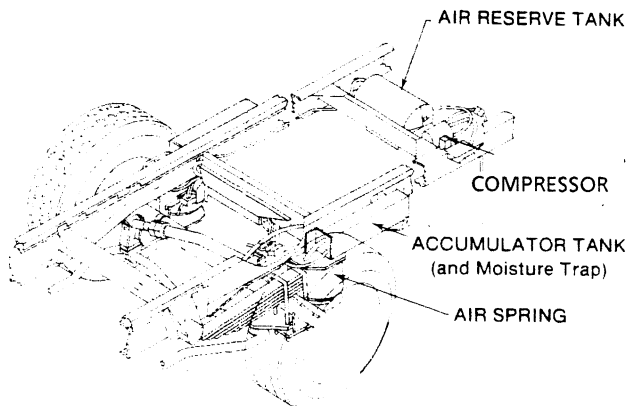 AIR RESERVE TANK
COMPRESSOR
ACCUMULATOR TANK
(and Moisture Trap)
AIR SPRING